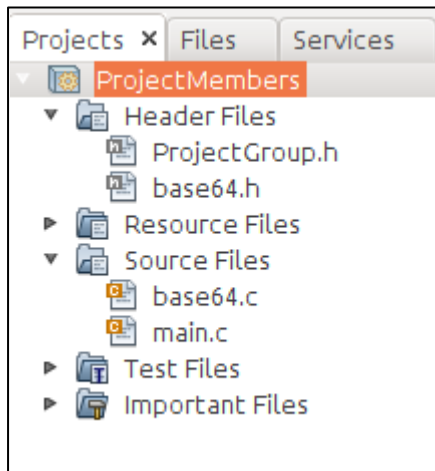 Projects × Files Services
ProjectMembers
Header Files
ProjectGroup.h
base64.h
Resource Files
Source Files
base64.c
main.c
Test Files
Important Files